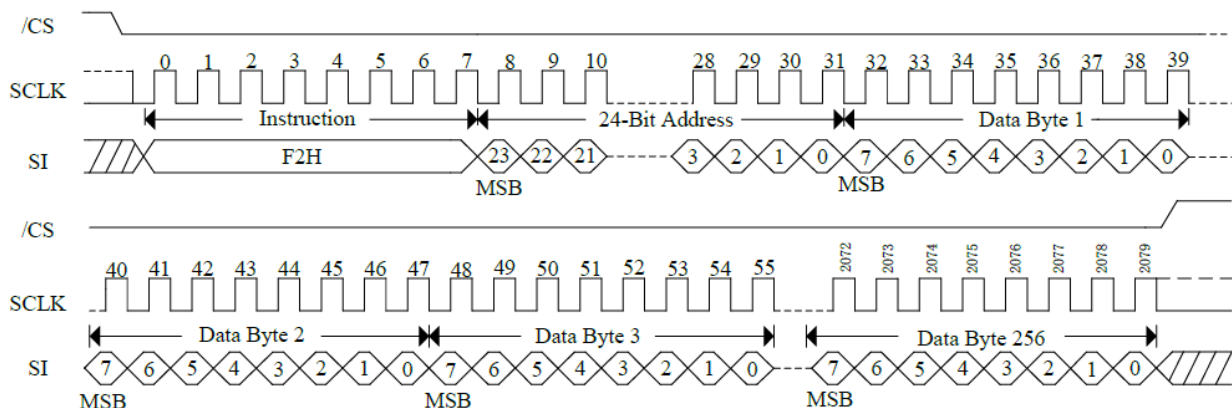 /CS
0 1 2 3 4 5 6 7 8 9 10 28 29 30 31 32 33 34 35 36 37 38 39
SCLK
Instruction 24-Bit Address Data Byte 1
SI F2H 23 22 21 3 2 1 0 7 6 5 4 3 2 1 0
MSB MSB
/CS
40 41 42 43 44 45 46 47 48 49 50 51 52 53 54 55 2072 2073 2074 2075 2076 2077 2078 2079
SCLK
Data Byte 2 Data Byte 3 Data Byte 256
SI 7 6 5 4 3 2 1 0 7 6 5 4 3 2 1 0 7 6 5 4 3 2 1 0
MSB MSB MSB